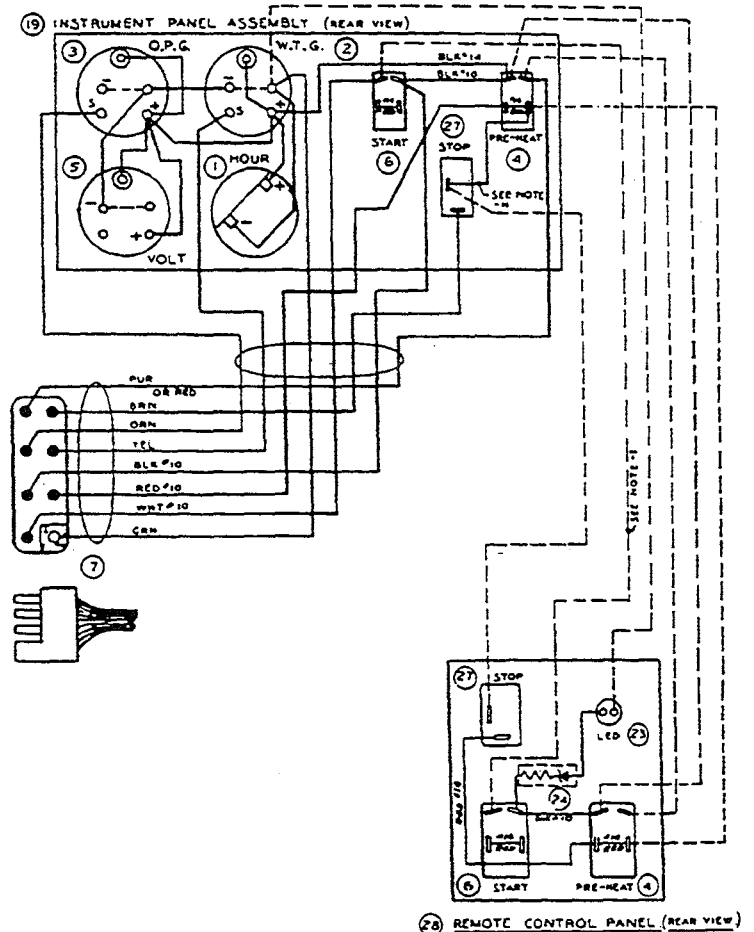 19 INSTRUMENT PANEL ASSEMBLY (REAR VIEW)
3 O.P.G. W.T.G. 2
- S + - S +
BLK #14
BLK #10
27 STOP
START
6
PRE-HEAT
4
SEE NOTE
5 1 HOUR
- + + -
VOLT
PUR
OR RED
BRN
ORN
YEL
BLK #10
RED #10
WHT #10
GRN
7
SEE NOTE-1
27 STOP
LED 23
24
RED #14
BLK #10
6 START PRE-HEAT 4
28 REMOTE CONTROL PANEL (REAR VIEW)